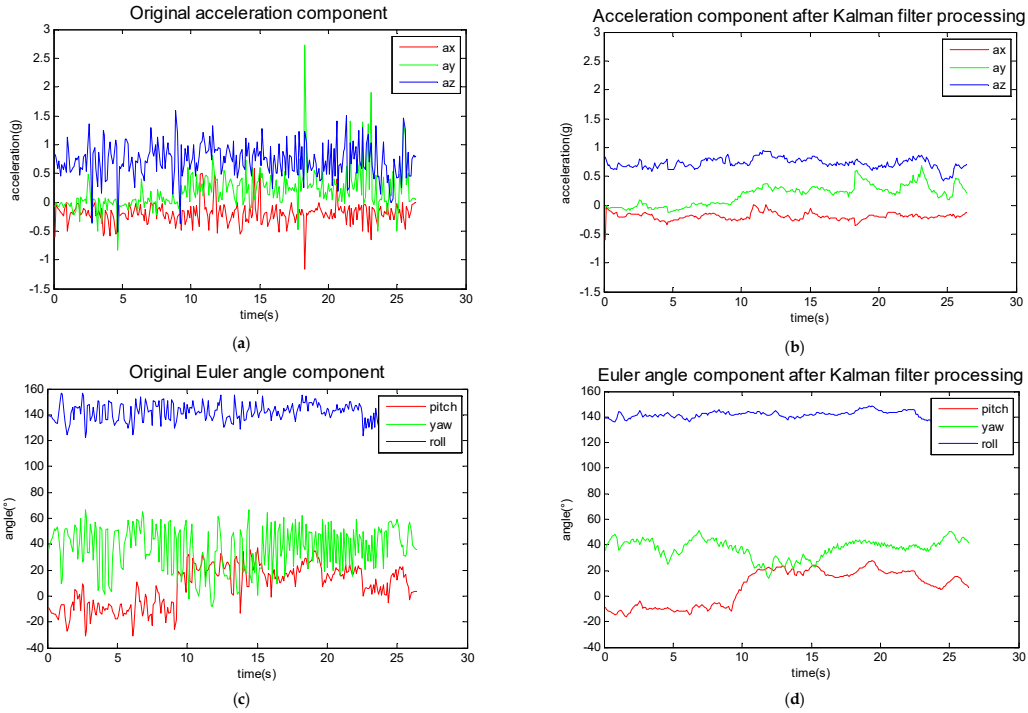 Original acceleration component
3
2.5
2
1.5
1
0.5
0
-0.5
-1
-1.5
acceleration(g)
ax
ay
az
0 5 10 15 20 25 30
time(s)
(a)
Acceleration component after Kalman filter processing
3
2.5
2
1.5
1
0.5
0
-0.5
-1
-1.5
acceleration(g)
ax
ay
az
0 5 10 15 20 25 30
time(s)
(b)
Original Euler angle component
160
140
120
100
80
60
40
20
0
-20
-40
angle(°)
pitch
yaw
roll
0 5 10 15 20 25 30
time(s)
(c)
Euler angle component after Kalman filter processing
160
140
120
100
80
60
40
20
0
-20
-40
angle(°)
pitch
yaw
roll
0 5 10 15 20 25 30
time(s)
(d)